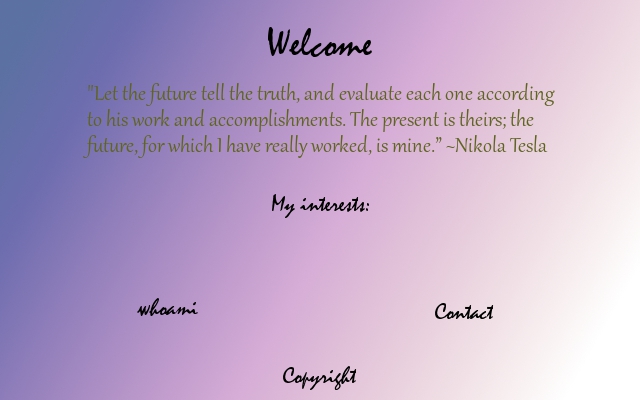 Welcome
"Let the future tell the truth, and evaluate each one according
to his work and accomplishments. The present is theirs; the
future, for which I have really worked, is mine.” ~Nikola Tesla
My interests:
whoami
Contact
Copyright